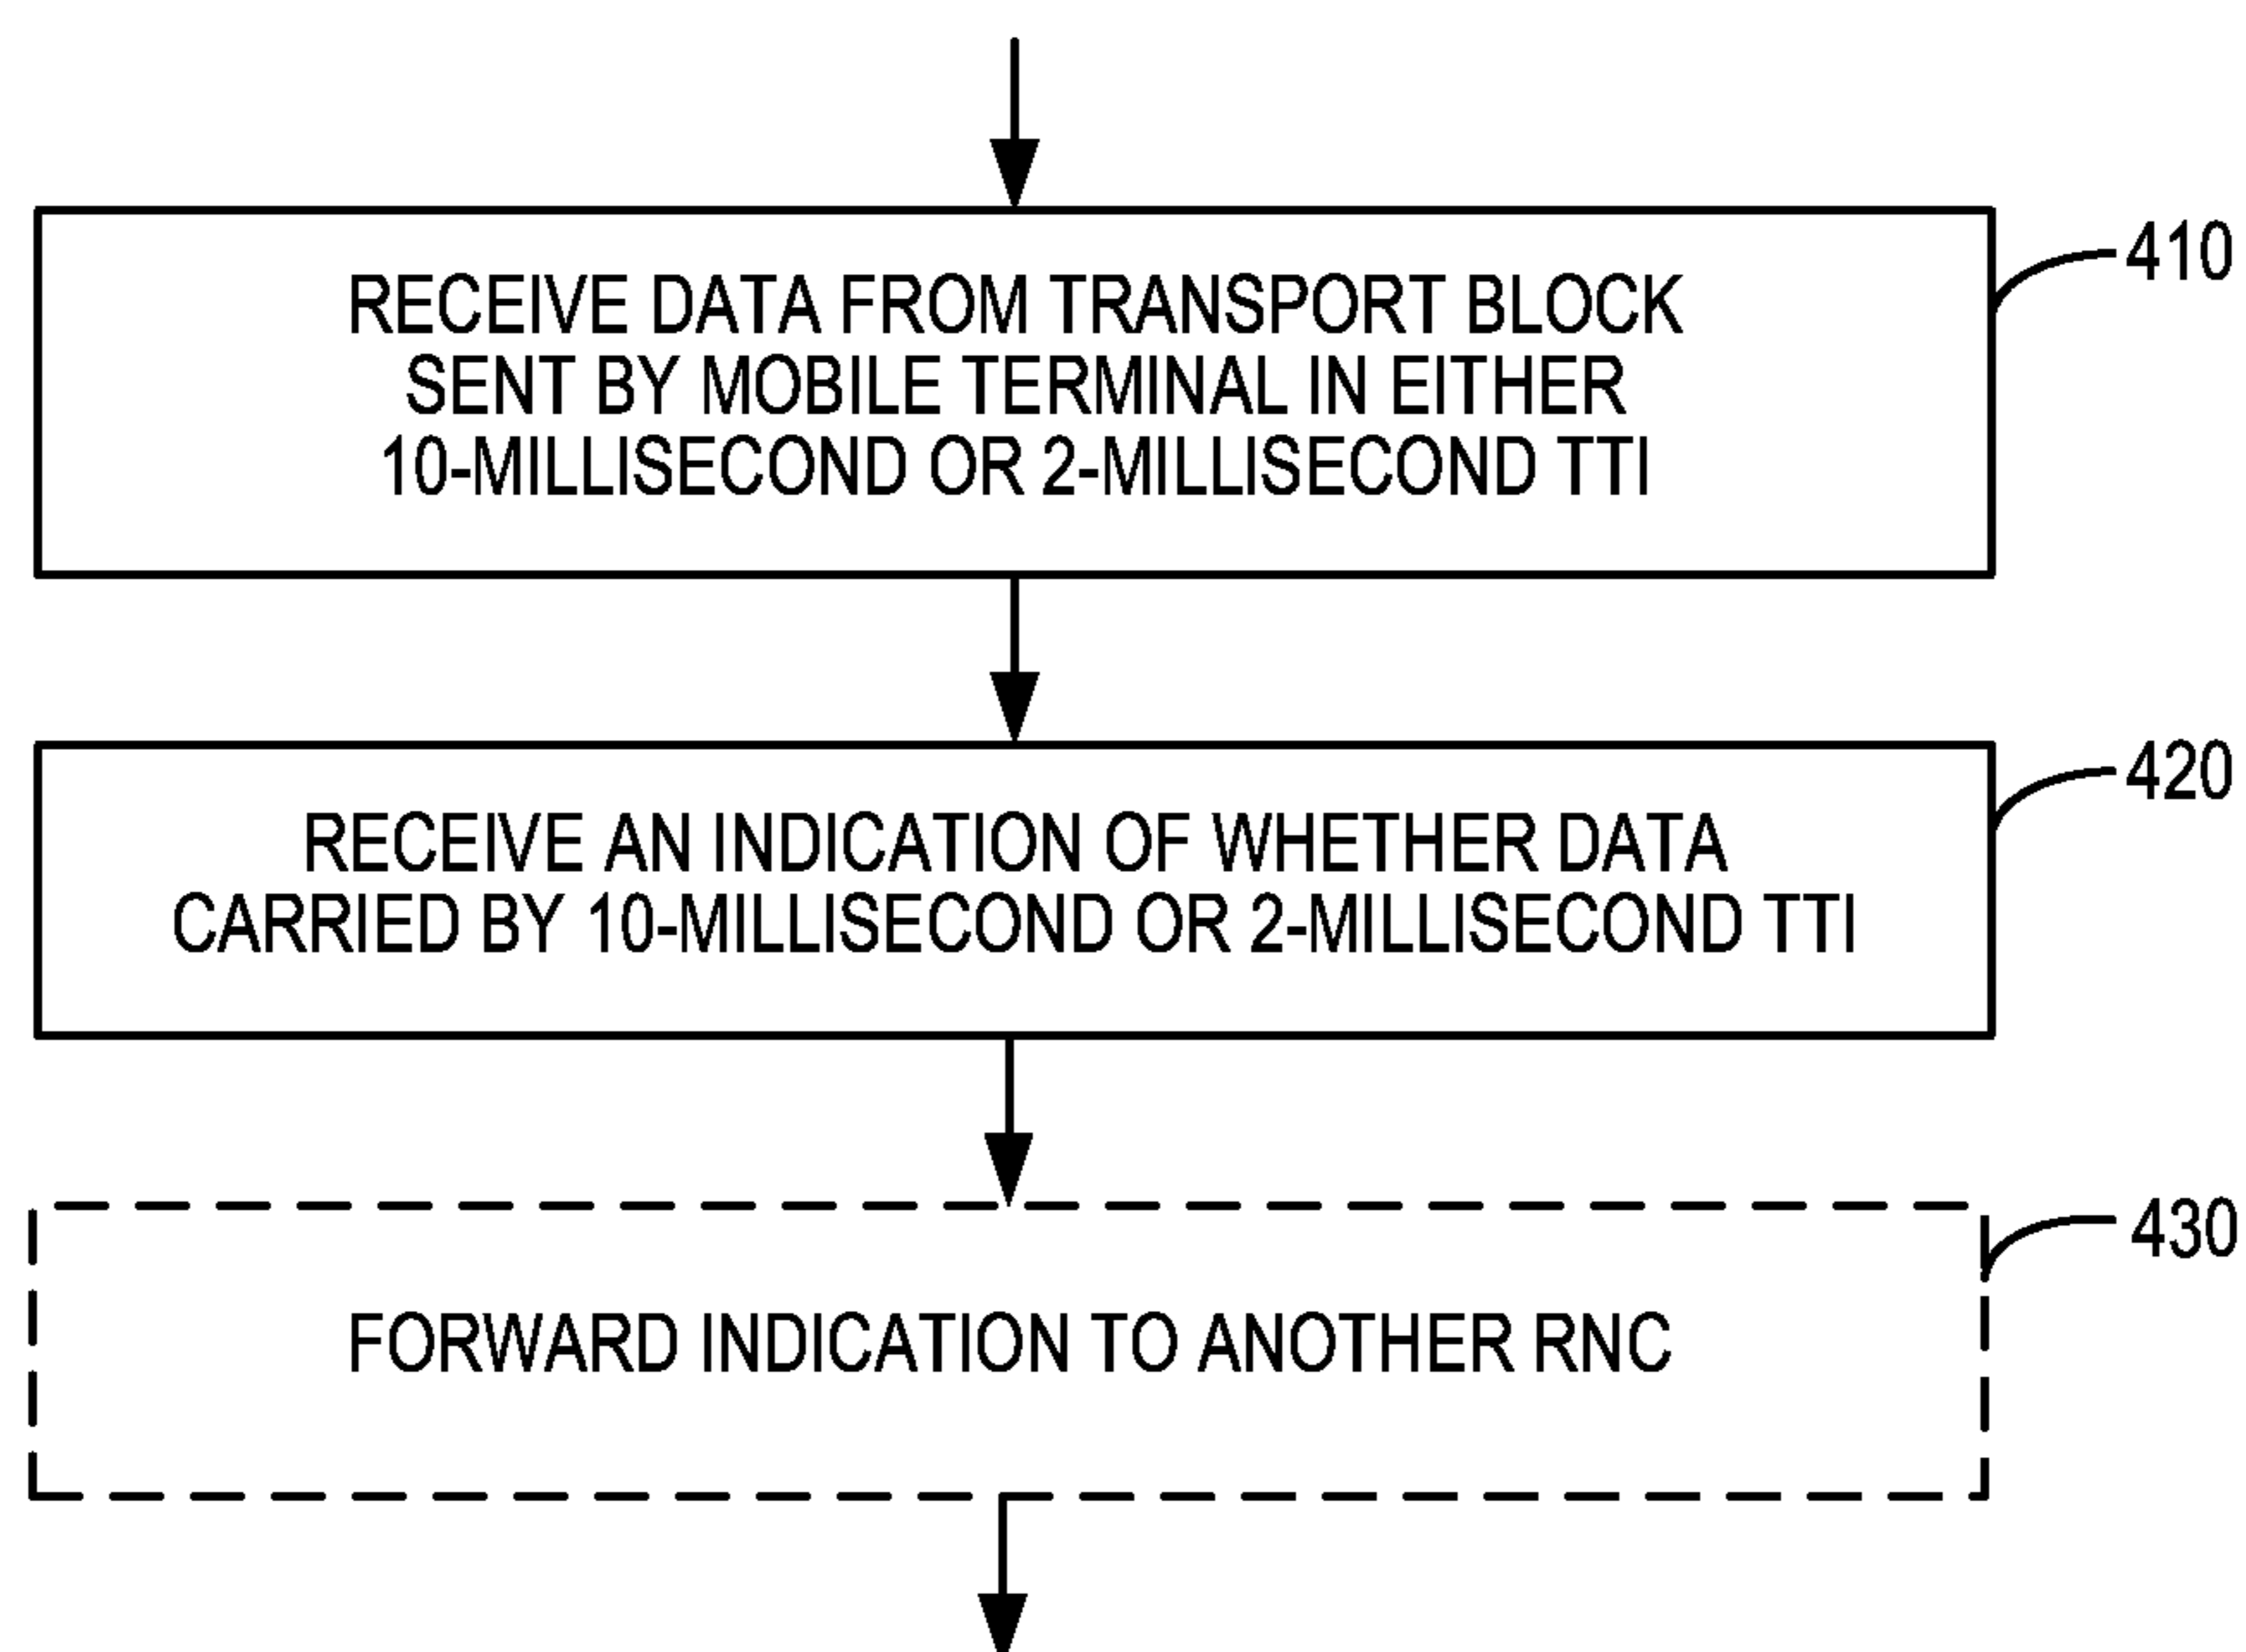 RECEIVE DATA FROM TRANSPORT BLOCK
SENT BY MOBILE TERMINAL IN EITHER
10-MILLISECOND OR 2-MILLISECOND TTI
410
RECEIVE AN INDICATION OF WHETHER DATA
CARRIED BY 10-MILLISECOND OR 2-MILLISECOND TTI
420
FORWARD INDICATION TO ANOTHER RNC
430